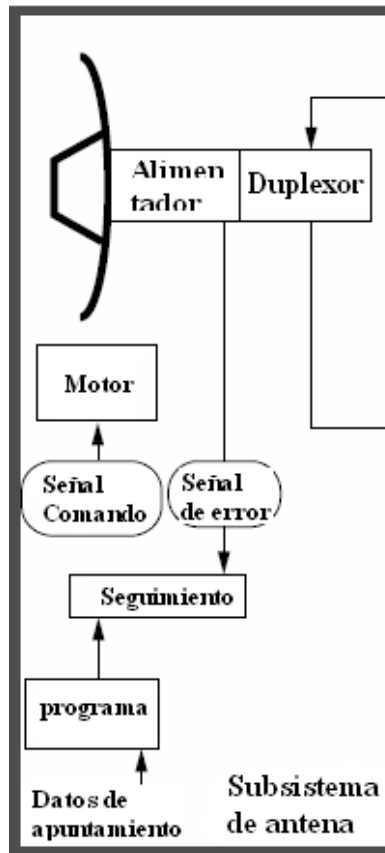 Alimen
tador
Duplexor
Motor
Señal
Comando
Señal
de error
Seguimiento
programa
Datos de
apuntamiento
Subsistema
de antena